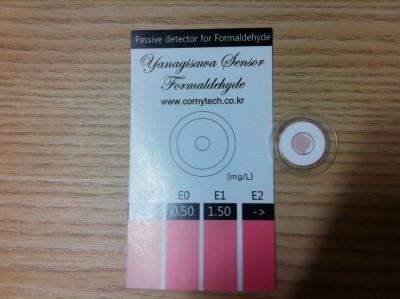 Passive detector for Formaldehyde
Yanagisawa Sensor
Formaldehyde
www.cornytech.co.kr
(mg/L)
E0 E1 E2
0.50 1.50 ->